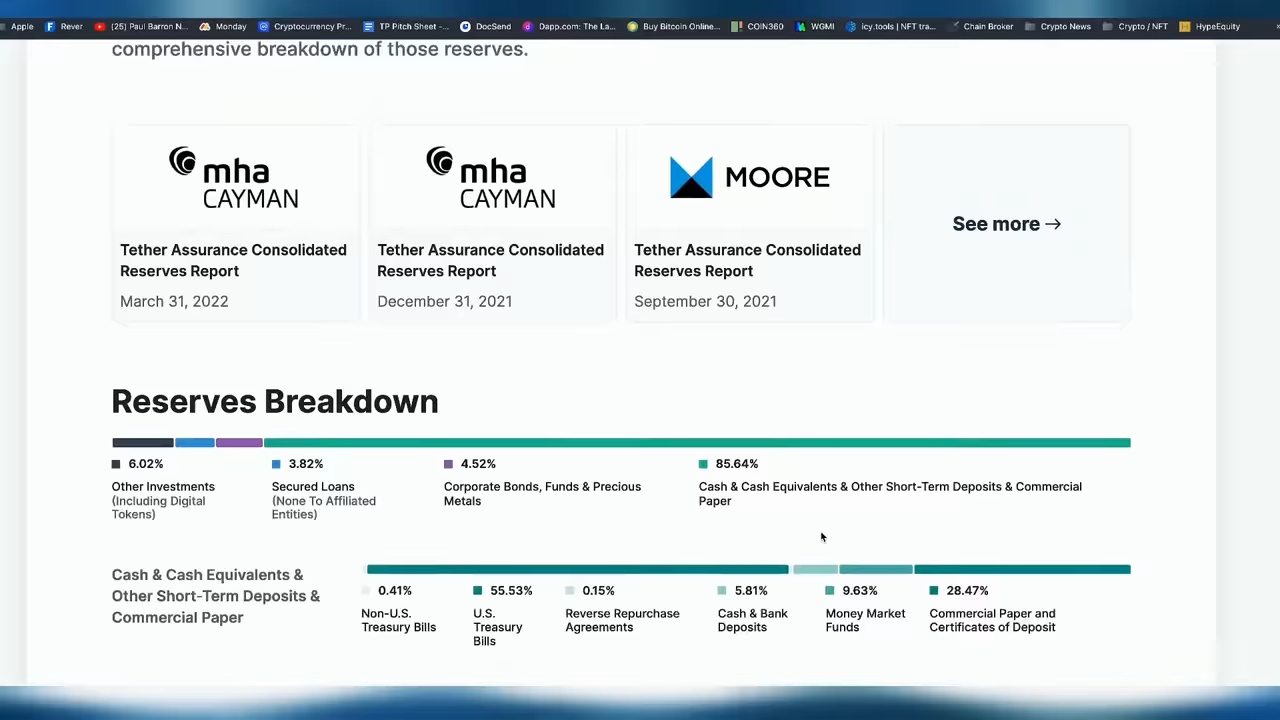 Apple Rever (25) Paul Barron N... Monday Cryptocurrency Pr... TP Pitch Sheet -... DocSend Dapp.com: The La... Buy Bitcoin Online... COIN360 WGMI icy.tools | NFT tra... Chain Broker Crypto News Crypto / NFT HypeEquity
comprehensive breakdown of those reserves.
mha
CAYMAN
Tether Assurance Consolidated
Reserves Report
March 31, 2022
mha
CAYMAN
Tether Assurance Consolidated
Reserves Report
December 31, 2021
MOORE
Tether Assurance Consolidated
Reserves Report
September 30, 2021
See more →
Reserves Breakdown
6.02%
Other Investments
(Including Digital
Tokens)
3.82%
Secured Loans
(None To Affiliated
Entities)
4.52%
Corporate Bonds, Funds & Precious
Metals
85.64%
Cash & Cash Equivalents & Other Short-Term Deposits & Commercial
Paper
Cash & Cash Equivalents &
Other Short-Term Deposits &
Commercial Paper
0.41%
Non-U.S.
Treasury Bills
55.53%
U.S.
Treasury
Bills
0.15%
Reverse Repurchase
Agreements
5.81%
Cash & Bank
Deposits
9.63%
Money Market
Funds
28.47%
Commercial Paper and
Certificates of Deposit